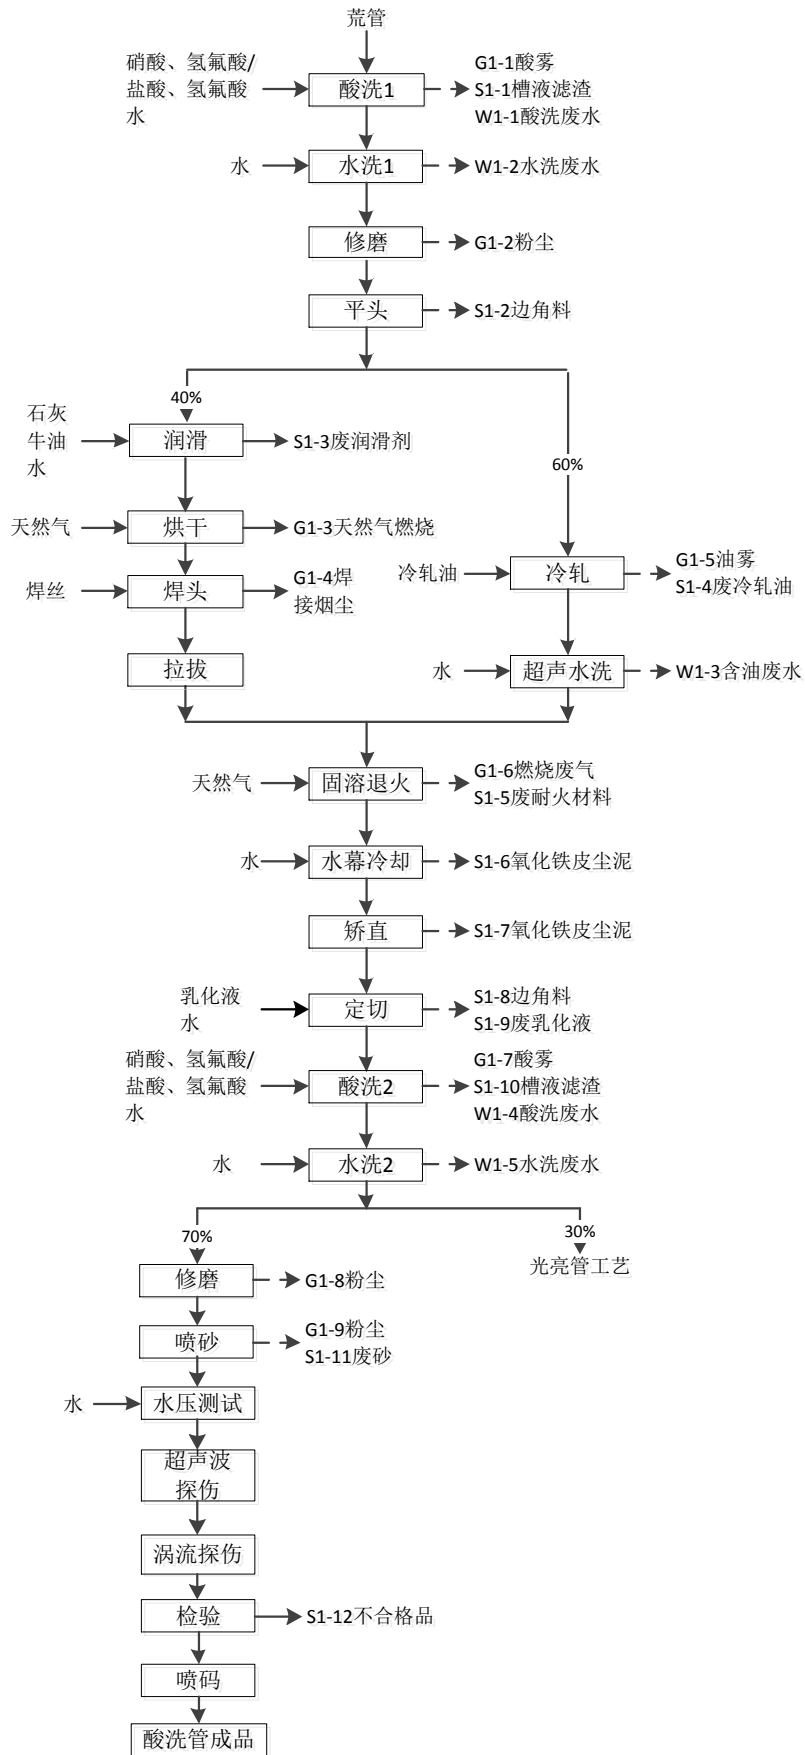 荒管
硝酸、氢氟酸/
盐酸、氢氟酸
水
酸洗1
G1-1酸雾
S1-1槽液滤渣
W1-1酸洗废水
水
水洗1
W1-2水洗废水
修磨
G1-2粉尘
平头
S1-2边角料
40%
60%
石灰
牛油
水
润滑
S1-3废润滑剂
天然气
烘干
G1-3天然气燃烧
焊丝
焊头
G1-4焊
接烟尘
拉拔
冷轧油
冷轧
G1-5油雾
S1-4废冷轧油
水
超声水洗
W1-3含油废水
天然气
固溶退火
G1-6燃烧废气
S1-5废耐火材料
水
水幕冷却
S1-6氧化铁皮尘泥
矫直
S1-7氧化铁皮尘泥
乳化液
水
定切
S1-8边角料
S1-9废乳化液
硝酸、氢氟酸/
盐酸、氢氟酸
水
酸洗2
G1-7酸雾
S1-10槽液滤渣
W1-4酸洗废水
水
水洗2
W1-5水洗废水
70%
30%
光亮管工艺
修磨
G1-8粉尘
喷砂
G1-9粉尘
S1-11废砂
水
水压测试
超声波
探伤
涡流探伤
检验
S1-12不合格品
喷码
酸洗管成品